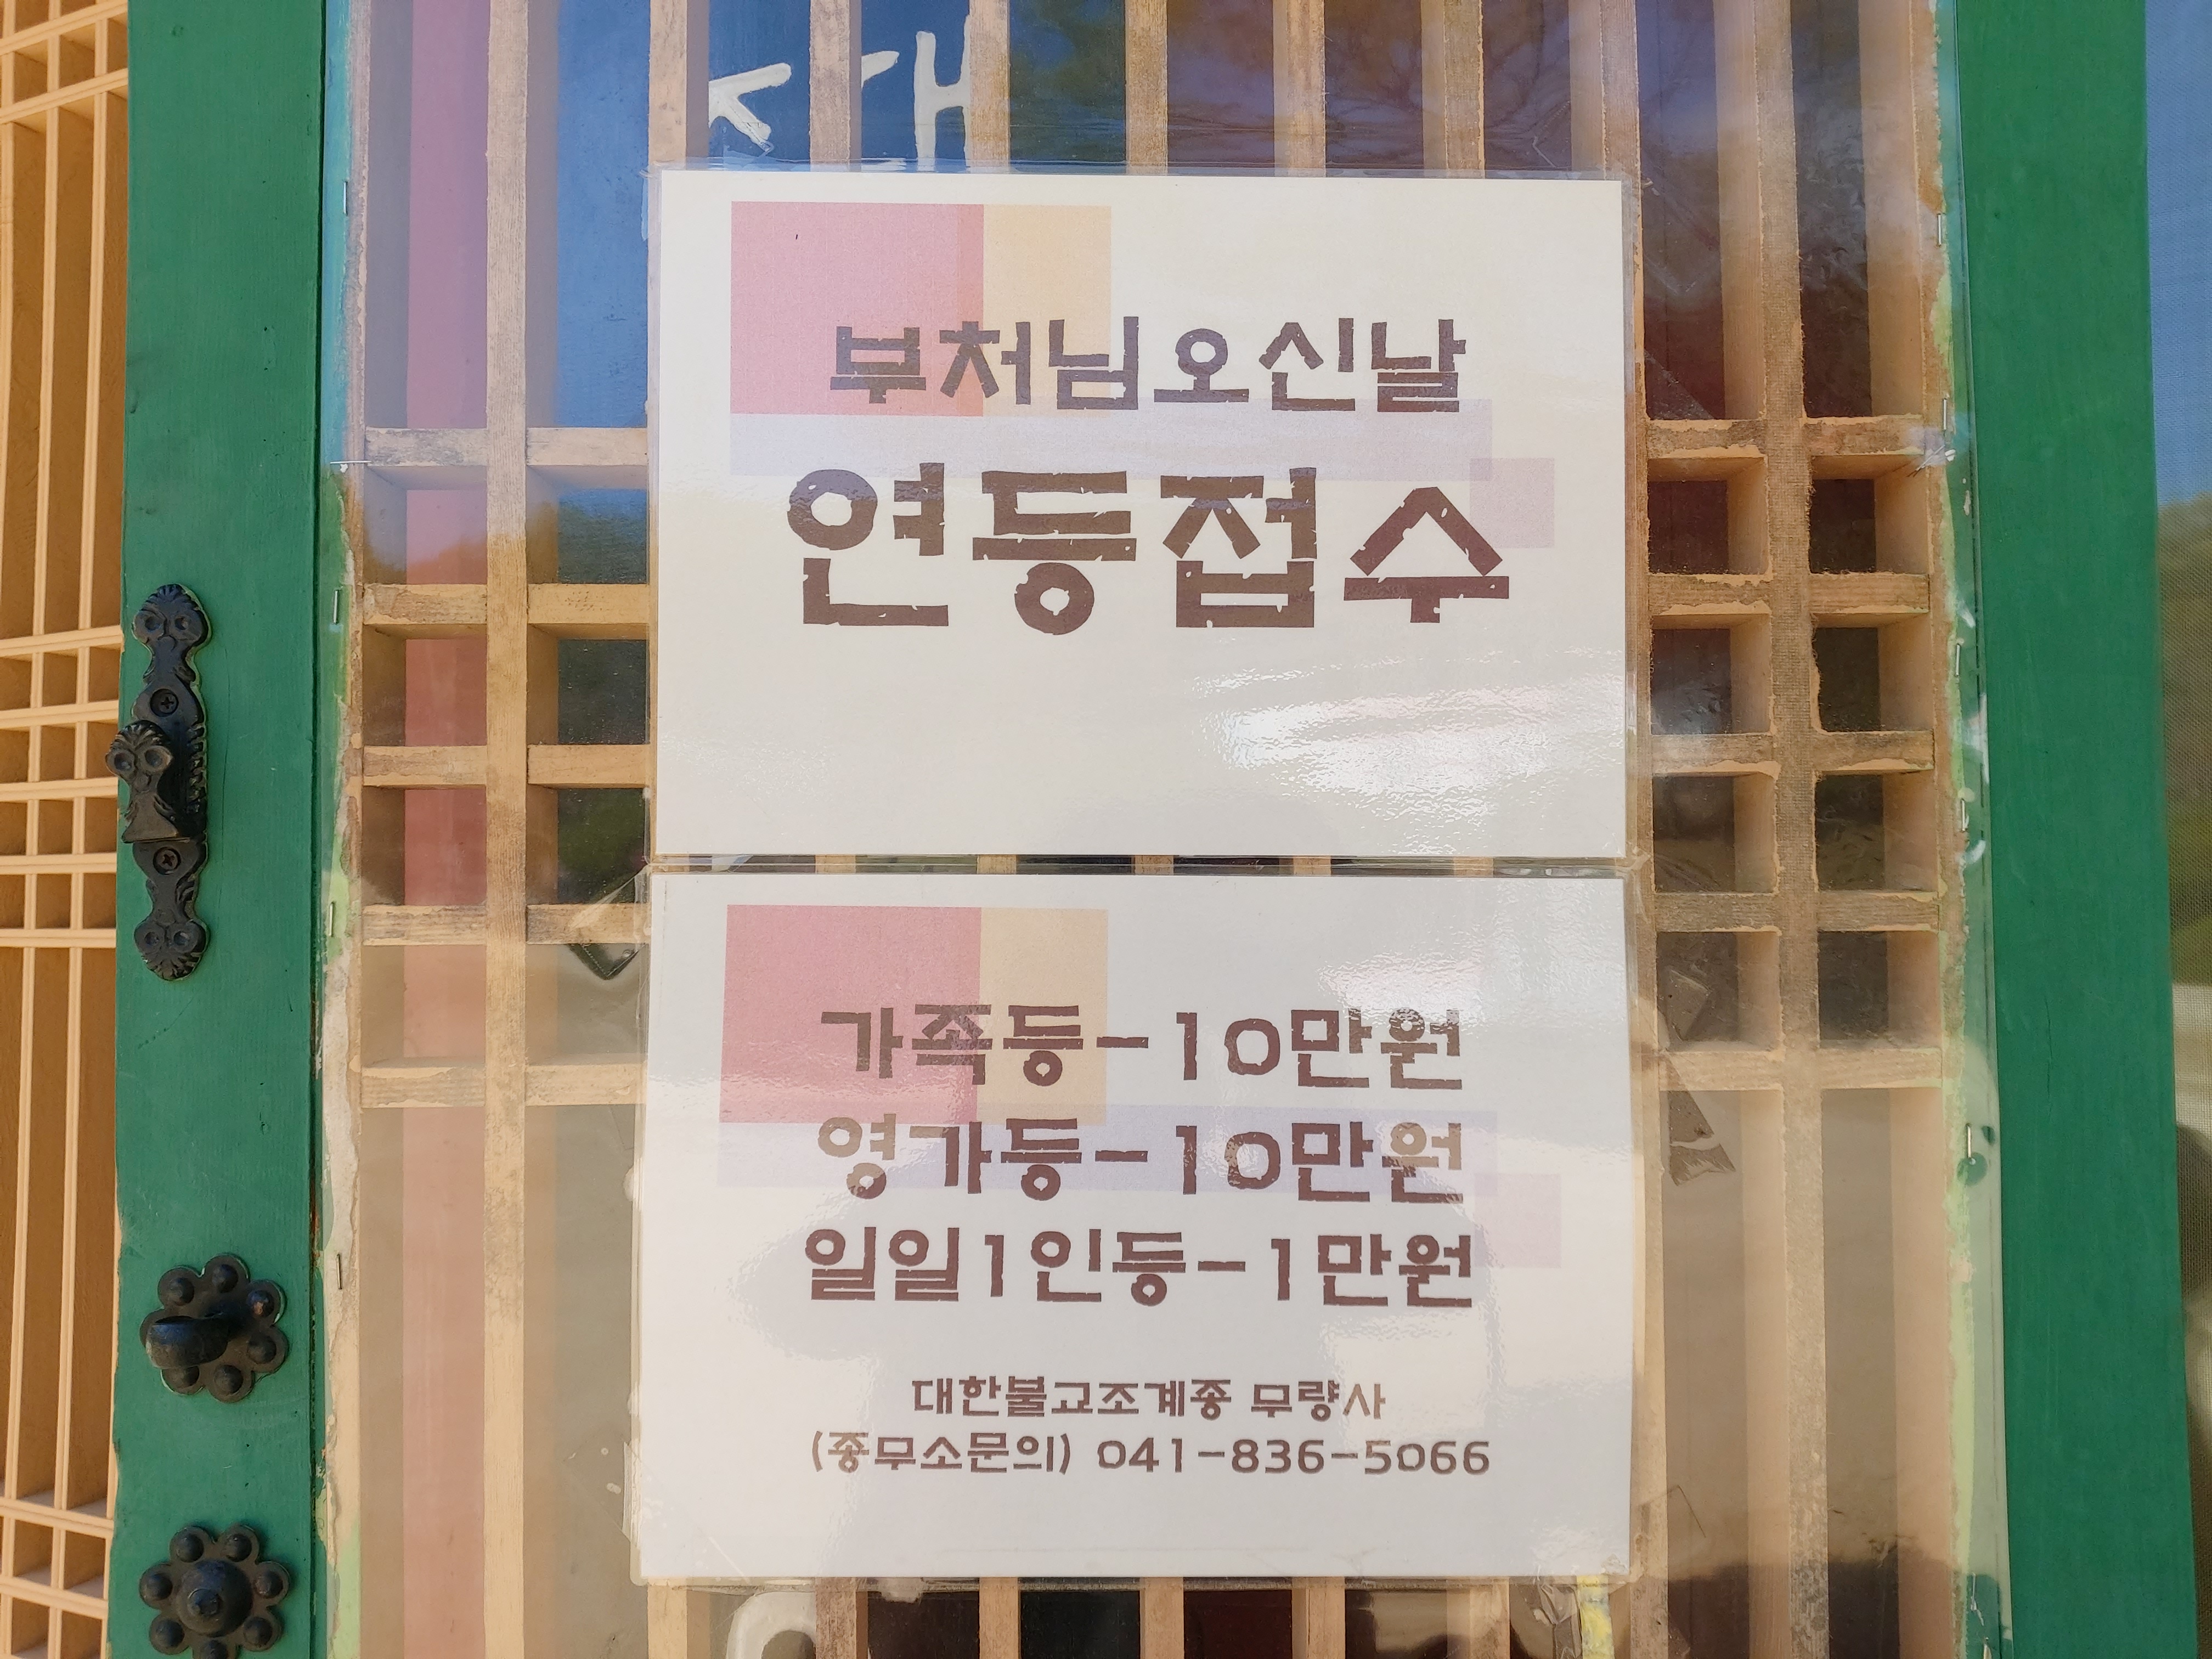 부처님오신날
연등접수
가족등-10만원
영가등-10만원
일일1인등-1만원
대한불교조계종 무량사
(종무소문의) 041-836-5066